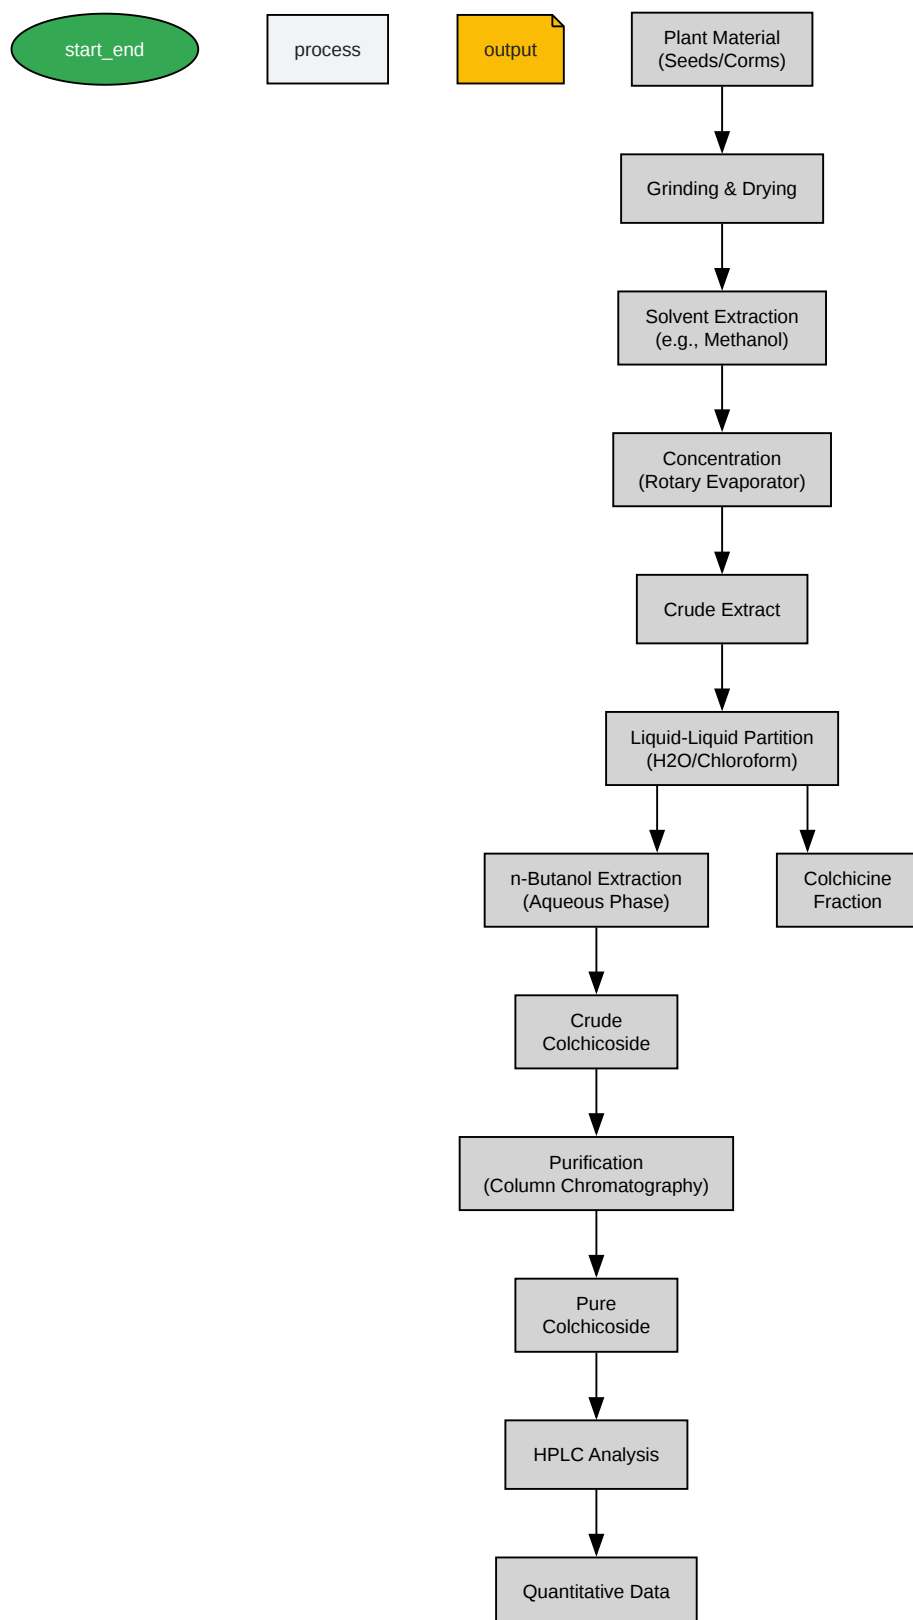 start_end
process
output
Plant Material
(Seeds/Corms)
Grinding & Drying
Solvent Extraction
(e.g., Methanol)
Concentration
(Rotary Evaporator)
Crude Extract
Liquid-Liquid Partition
(H2O/Chloroform)
n-Butanol Extraction
(Aqueous Phase)
Colchicine
Fraction
Crude
Colchicoside
Purification
(Column Chromatography)
Pure
Colchicoside
HPLC Analysis
Quantitative Data